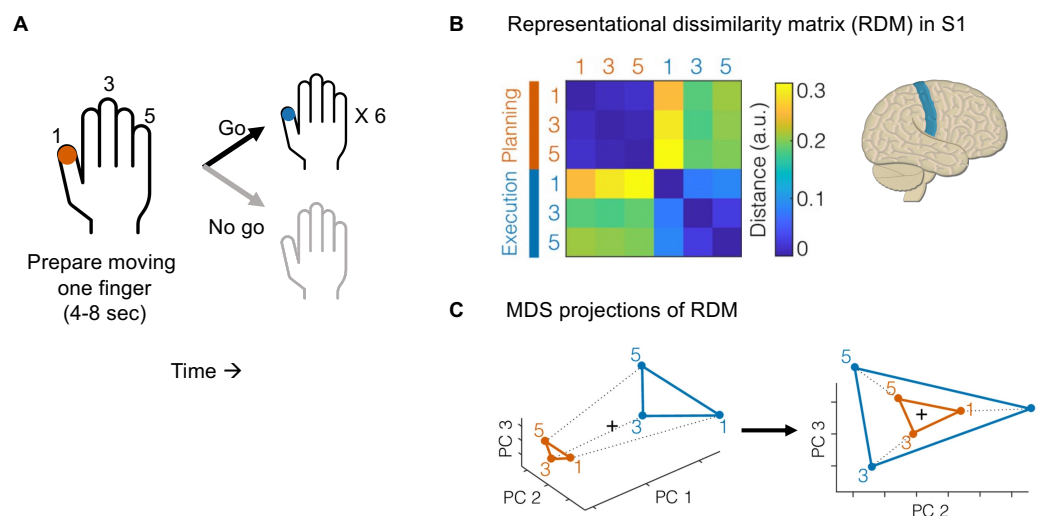 A
3
1
5
Go
X 6
No go
Prepare moving
one finger
(4-8 sec)
Time →
B Representational dissimilarity matrix (RDM) in S1
1 3 5 1 3 5
Planning
1
3
5
Execution
1
3
5
0.3
0.2
0.1
0
Distance (a.u.)
C MDS projections of RDM
5
3
1
5
3
1
+
PC 3
PC 2
PC 1
5
5
1
3
3
+
PC 3
PC 2